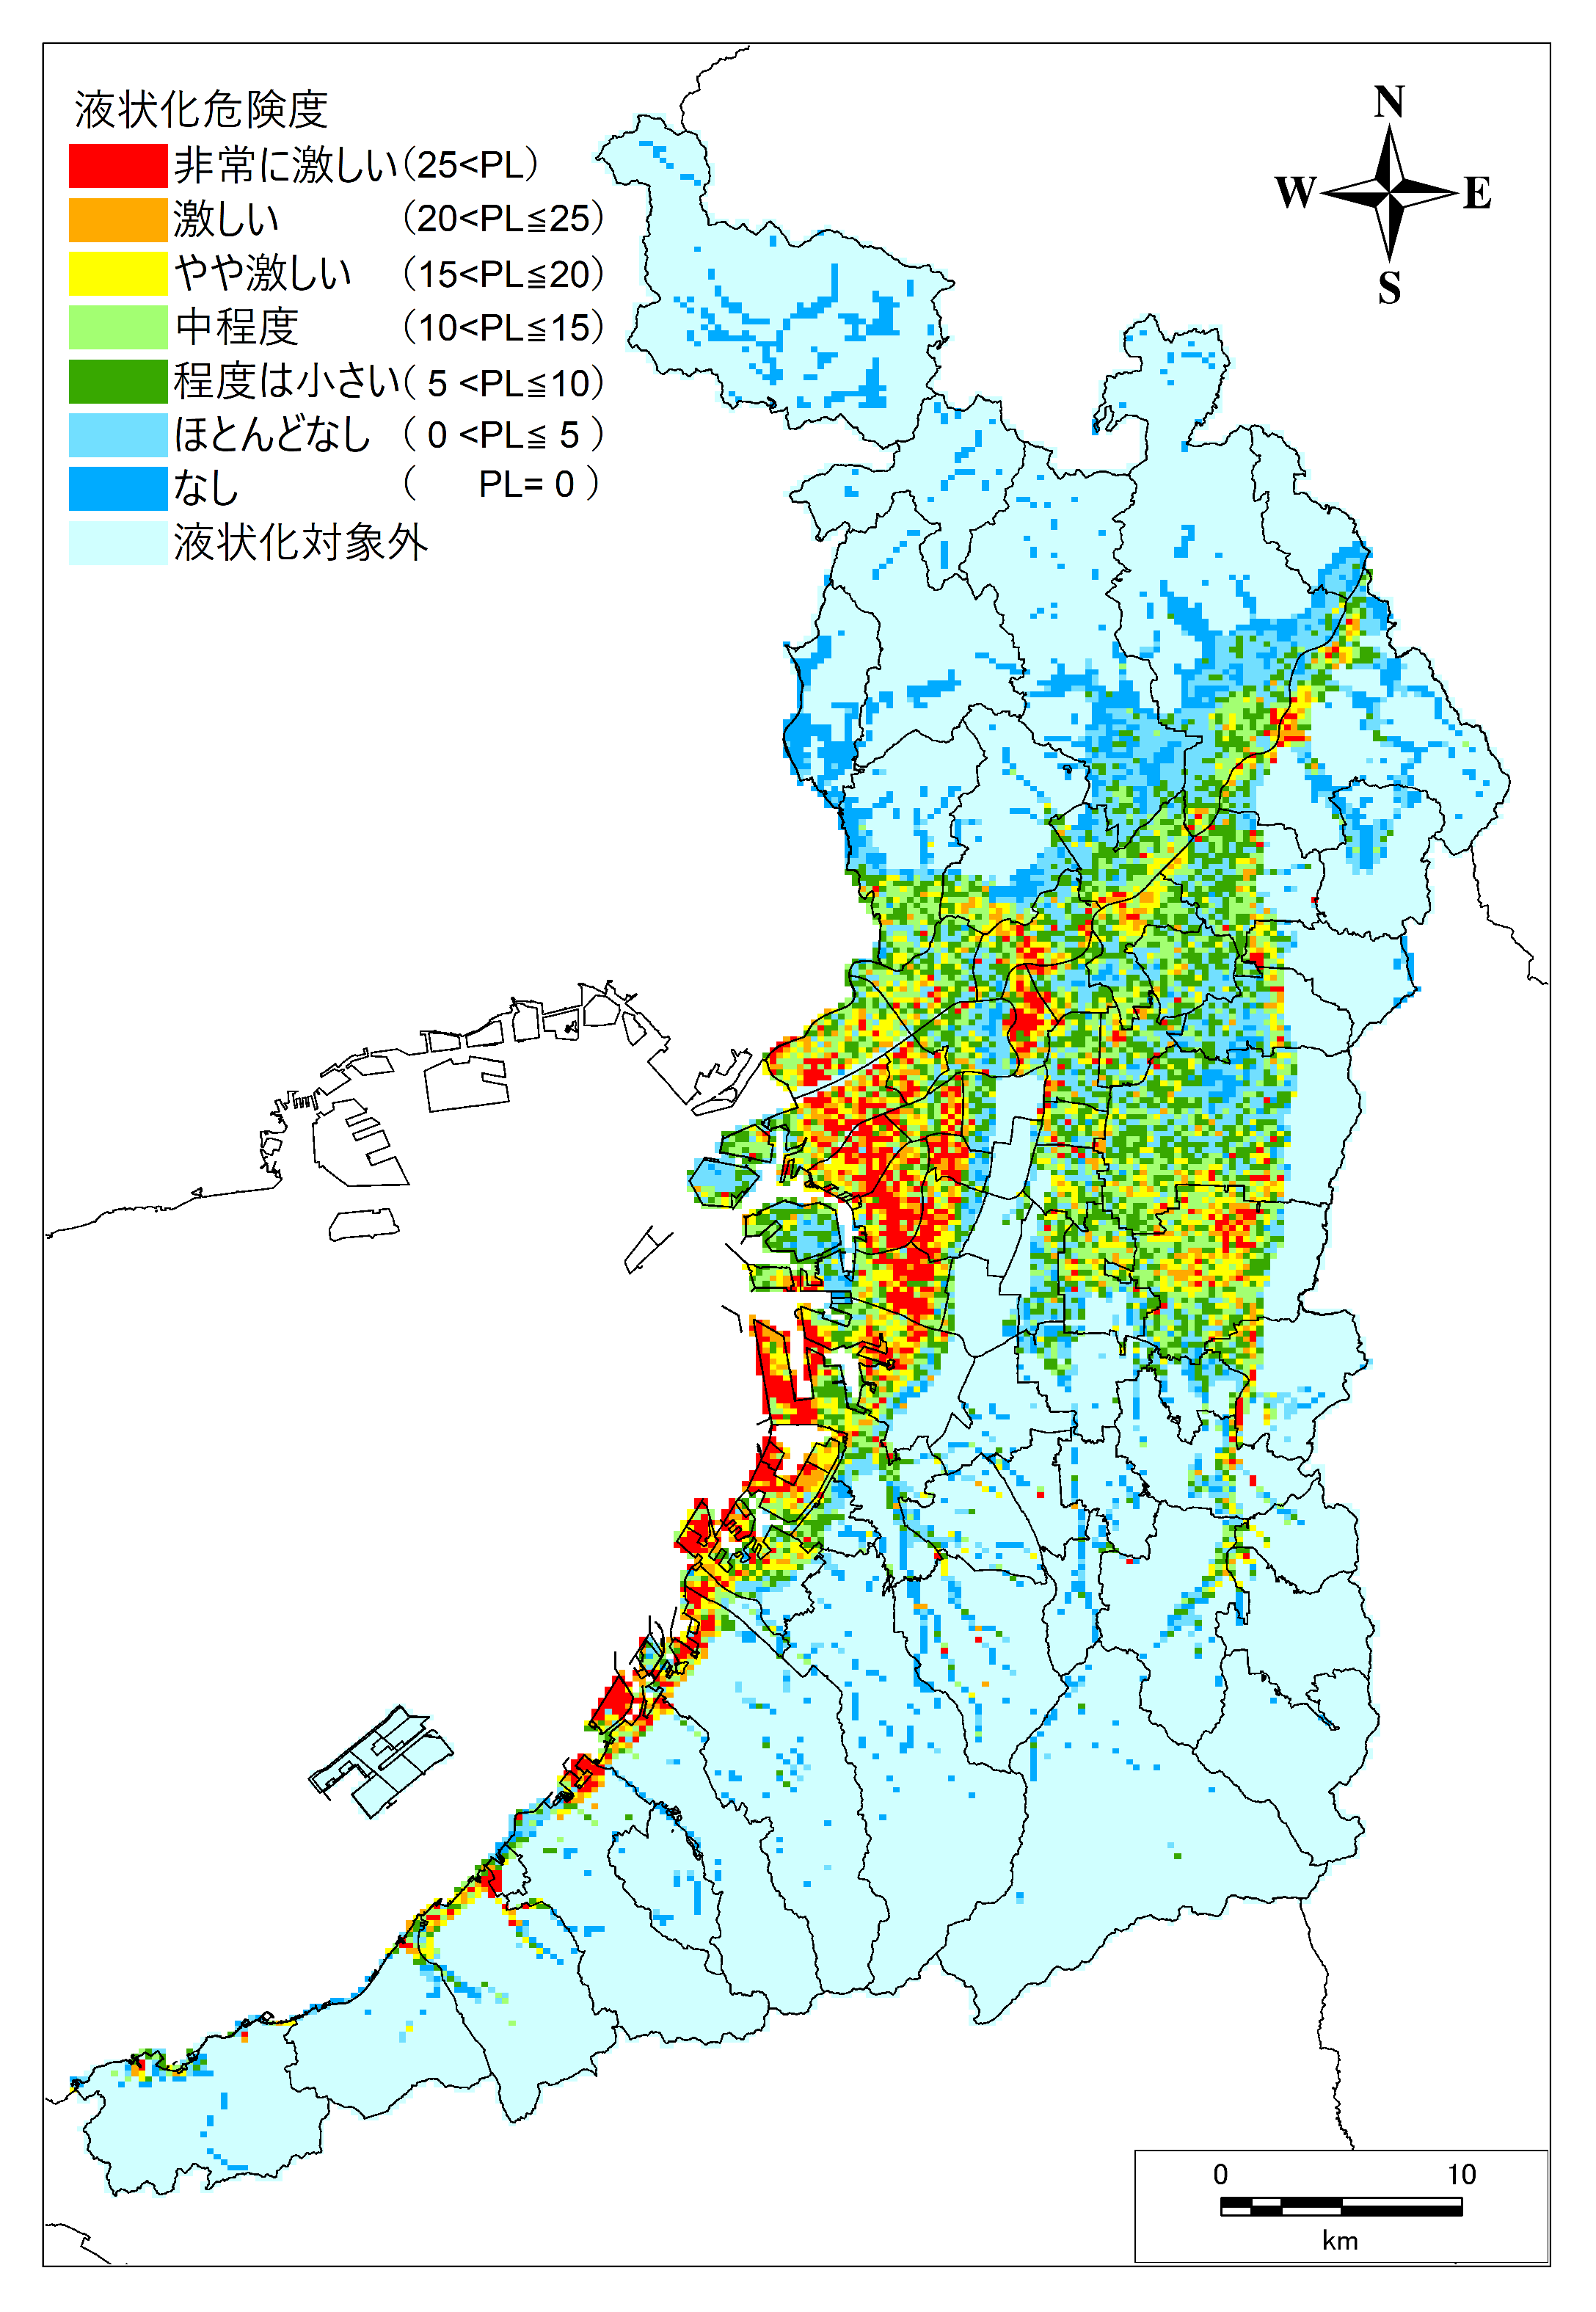 液状化危険度
非常に激しい（25<PL）
激しい （20<PL≦25）
やや激しい （15<PL≦20）
中程度 （10<PL≦15）
程度は小さい（ 5 <PL≦10）
ほとんどなし （ 0 <PL≦ 5 ）
なし （ PL= 0 ）
液状化対象外
N
W E
S
0 10
km